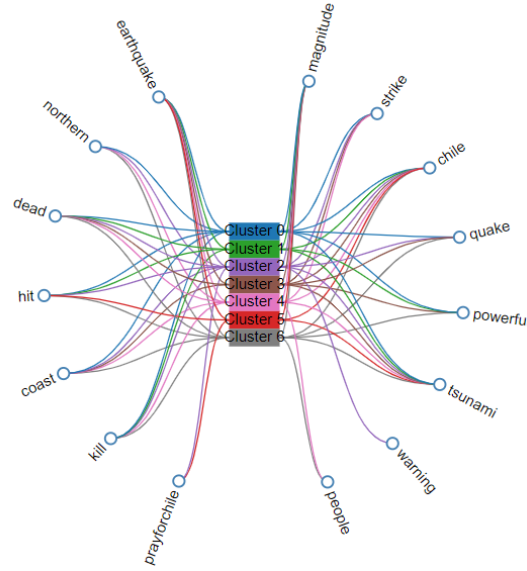 earthquake
magnitude
northern
strike
dead
chile
hit
quake
coast
powerfu
kill
tsunami
prayforchile
warning
people
Cluster 0
Cluster 1
Cluster 2
Cluster 3
Cluster 4
Cluster 5
Cluster 6